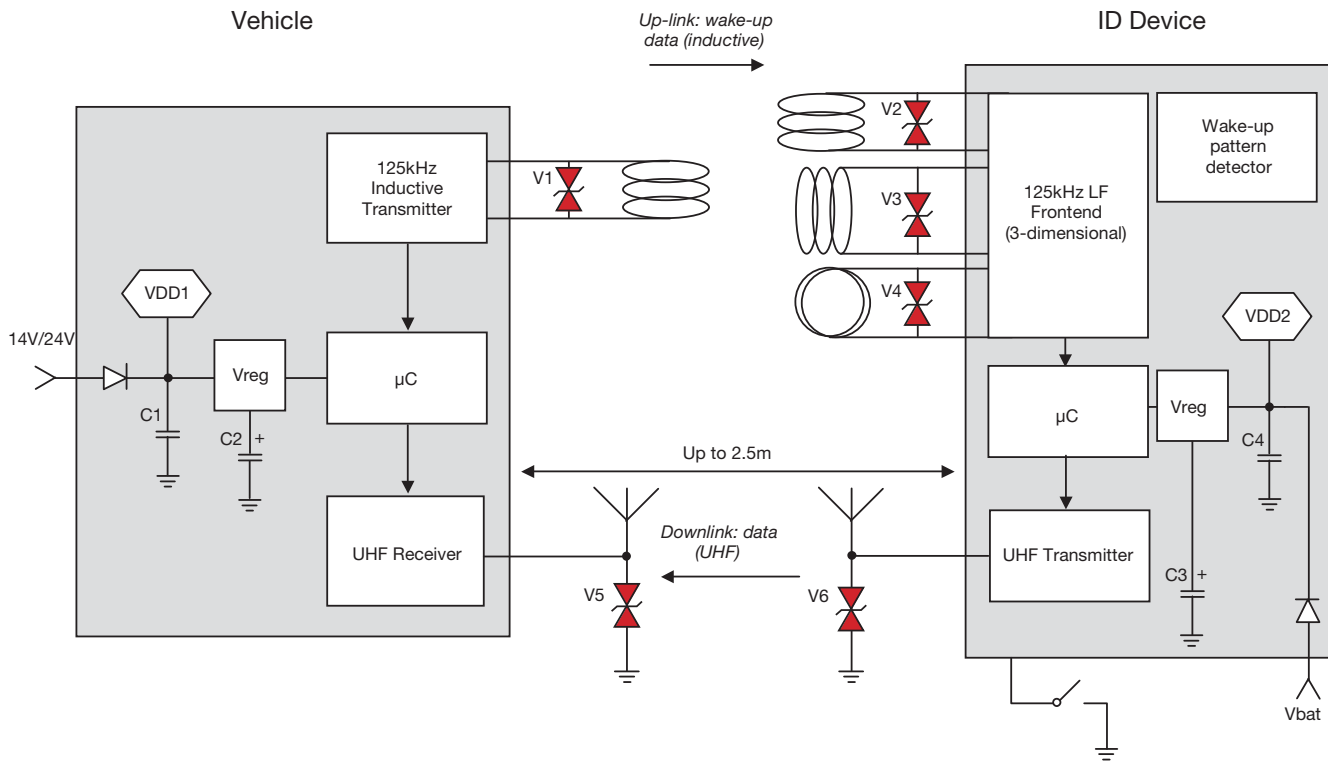 Vehicle
Up-link: wake-up
data (inductive)
ID Device
125kHz
Inductive
Transmitter
V1
V2
V3
V4
125kHz LF
Frontend
(3-dimensional)
Wake-up
pattern
detector
VDD1
14V/24V
Vreg
µC
C1
C2
+
VDD2
µC
Vreg
C4
Up to 2.5m
UHF Receiver
Downlink: data
(UHF)
V5
V6
UHF Transmitter
C3
+
Vbat